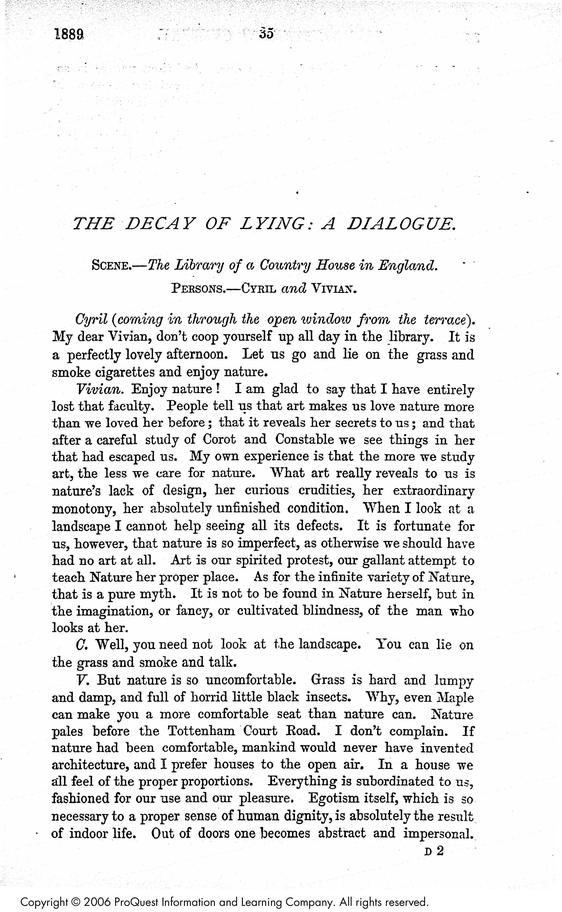 1889
35
THE DECAY OF LYING: A DIALOGUE.
SCENE.—The Library of a Country House in England.
PERSONS.—CYRIL and VIVIAN.
Cyril (coming in through the open window from the terrace).
My dear Vivian, don't coop yourself up all day in the library. It is
a perfectly lovely afternoon. Let us go and lie on the grass and
smoke cigarettes and enjoy nature.
Vivian. Enjoy nature! I am glad to say that I have entirely
lost that faculty. People tell us that art makes us love nature more
than we loved her before; that it reveals her secrets to us; and that
after a careful study of Corot and Constable we see things in her
that had escaped us. My own experience is that the more we study
art, the less we care for nature. What art really reveals to us is
nature's lack of design, her curious crudities, her extraordinary
monotony, her absolutely unfinished condition. When I look at a
landscape I cannot help seeing all its defects. It is fortunate for
us, however, that nature is so imperfect, as otherwise we should have
had no art at all. Art is our spirited protest, our gallant attempt to
teach Nature her proper place. As for the infinite variety of Nature,
that is a pure myth. It is not to be found in Nature herself, but in
the imagination, or fancy, or cultivated blindness, of the man who
looks at her.
C. Well, you need not look at the landscape. You can lie on
the grass and smoke and talk.
V. But nature is so uncomfortable. Grass is hard and lumpy
and damp, and full of horrid little black insects. Why, even Maple
can make you a more comfortable seat than nature can. Nature
pales before the Tottenham Court Road. I don't complain. If
nature had been comfortable, mankind would never have invented
architecture, and I prefer houses to the open air. In a house we
all feel of the proper proportions. Everything is subordinated to us,
fashioned for our use and our pleasure. Egotism itself, which is so
necessary to a proper sense of human dignity, is absolutely the result
of indoor life. Out of doors one becomes abstract and impersonal.
D 2
Copyright © 2006 ProQuest Information and Learning Company. All rights reserved.